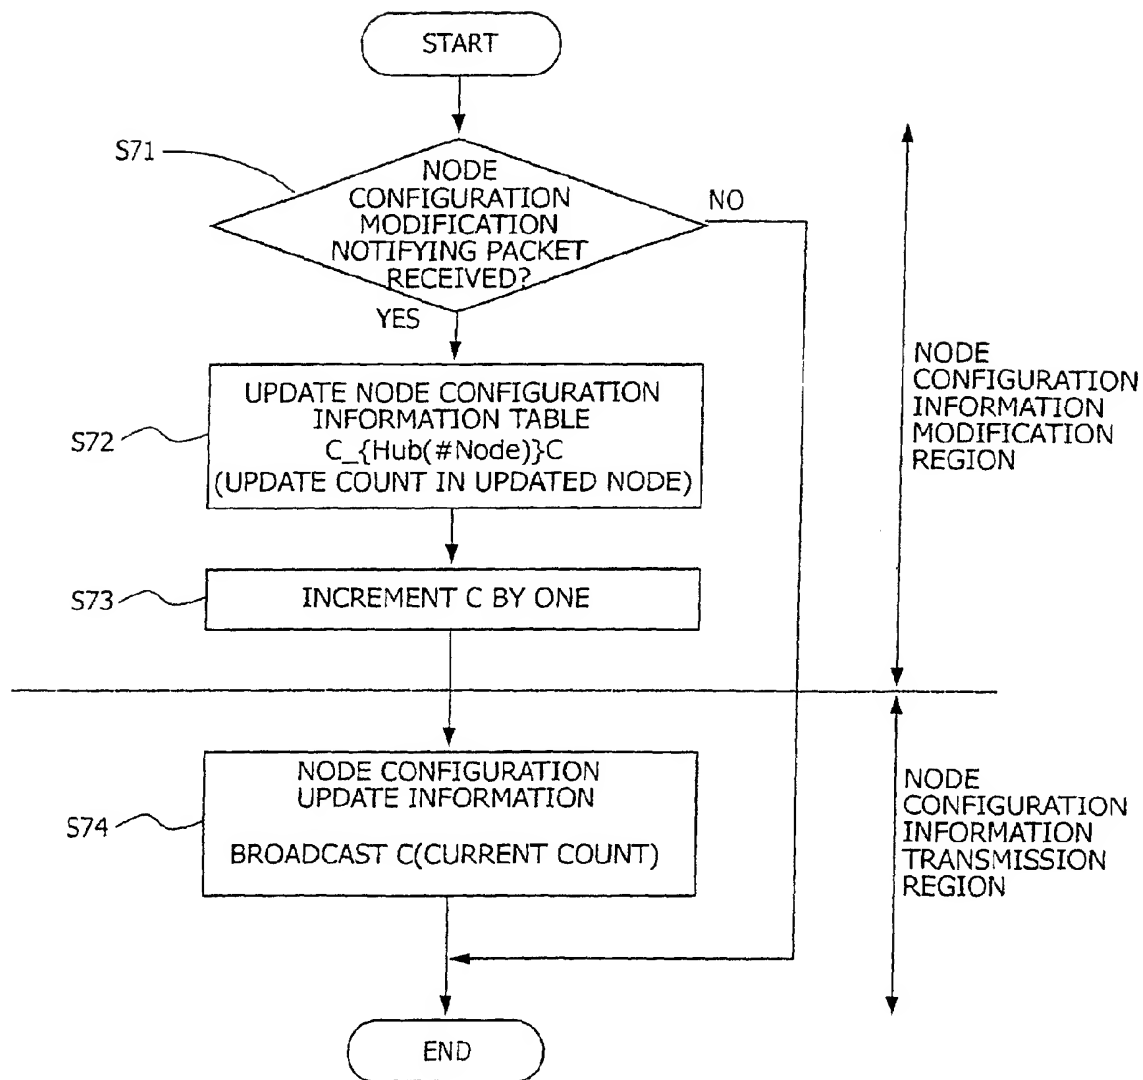 START
S71
NODE
CONFIGURATION
MODIFICATION
NOTIFYING PACKET
RECEIVED?
NO
YES
S72
UPDATE NODE CONFIGURATION
INFORMATION TABLE
C_{Hub(#Node)}C
(UPDATE COUNT IN UPDATED NODE)
S73
INCREMENT C BY ONE
NODE
CONFIGURATION
INFORMATION
MODIFICATION
REGION
S74
NODE CONFIGURATION
UPDATE INFORMATION
BROADCAST C(CURRENT COUNT)
NODE
CONFIGURATION
INFORMATION
TRANSMISSION
REGION
END